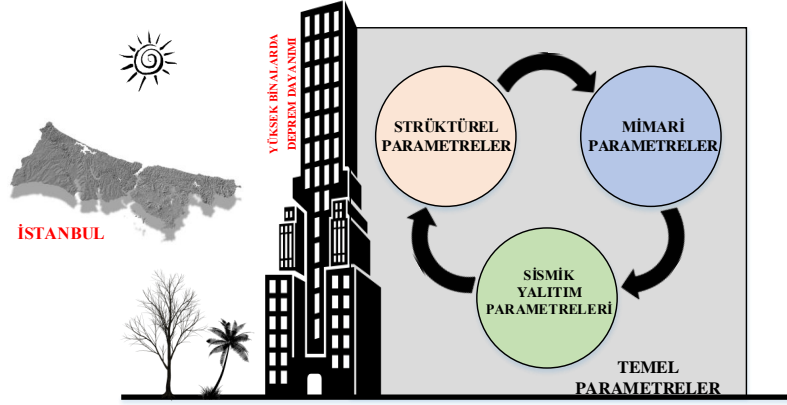 YÜKSEK BİNALARDA
DEPREM DAYANIMI
STRÜKTÜREL
PARAMETRELER
MİMARİ
PARAMETRELER
İSTANBUL
SİSMİK
YALITIM
PARAMETRELERİ
TEMEL
PARAMETRELER